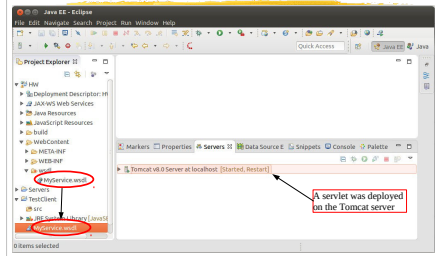 Java EE - Eclipse
File Edit Navigate Search Project Run Window Help
Quick Access
Java EE
Java
Project Explorer
HW
Deployment Descriptor: H
JAX-WS Web Services
Java Resources
JavaScript Resources
build
WebContent
META-INF
WEB-INF
wsdl
MyService.wsdl
Servers
TestClient
src
JRE System Library [JavaSE
MyService.wsdl
Markers Properties Servers Data Source E Snippets Console Palette
Tomcat v8.0 Server at localhost [Started, Restart]
A servlet was deployed
on the Tomcat server
0 items selected